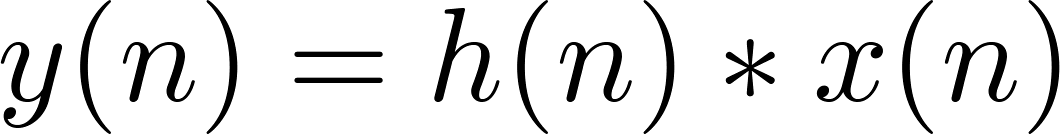 y(n) = h(n) * x(n)